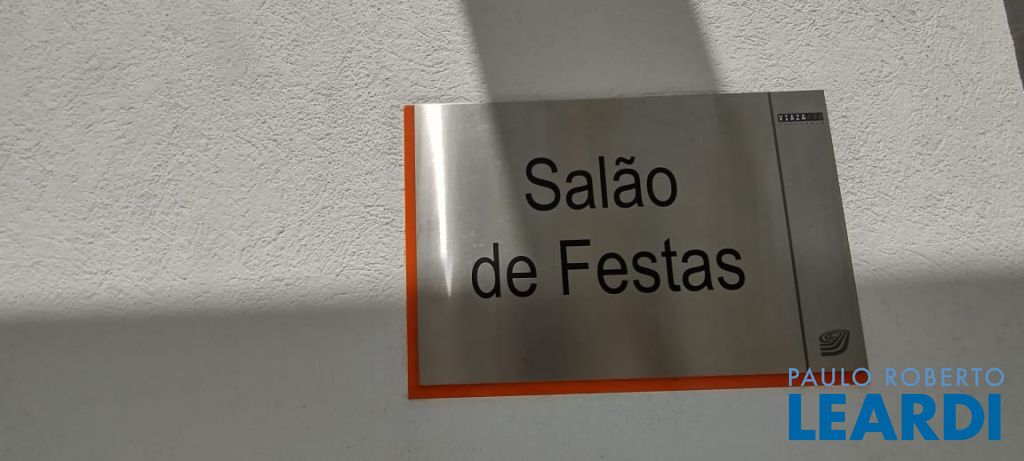 Salão
de Festas
PAULO ROBERTO
LEARDI